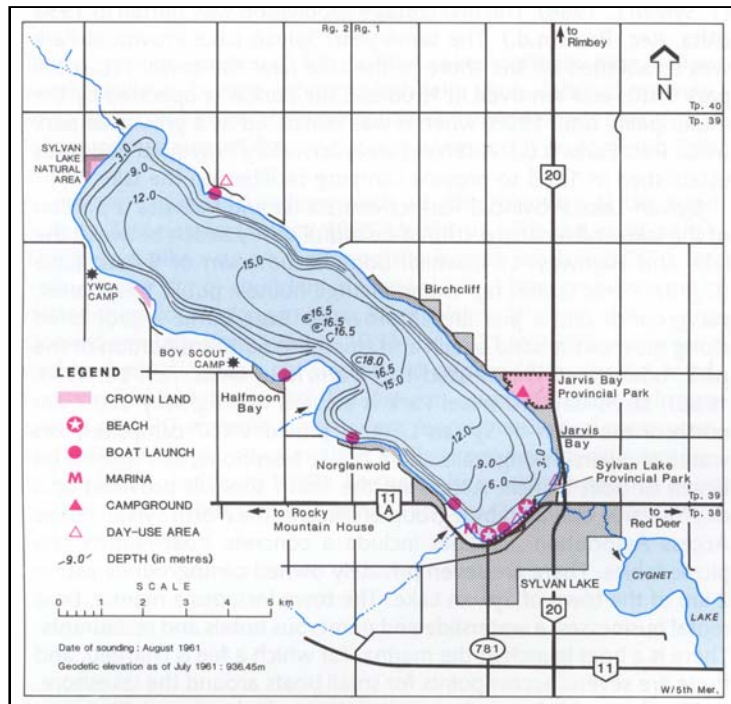 Rg. 2
Rg. 1
to
Rimbey
N
Tp. 40
Tp. 39
SYLVAN
LAKE
NATURAL
AREA
3.0
9.0
12.0
20
15.0
YWCA
CAMP
Birchcliff
16.5
16.5
16.5
BOY SCOUT
CAMP
18.0
16.5
15.0
Halfmoon
Bay
Jarvis Bay
Provincial Park
Jarvis
Bay
12.0
9.0
6.0
3.0
Norglenwold
Sylvan Lake
Provincial Park
11
A
Tp. 39
Tp. 38
to Rocky
Mountain House
to
Red Deer
M
SYLVAN LAKE
CYGNET
LAKE
20
781
11
W/5th Mer.
LEGEND
CROWN LAND
BEACH
BOAT LAUNCH
M MARINA
CAMPGROUND
DAY-USE AREA
9.0 DEPTH (in metres)
SCALE
0 1 2 3 4 5
km
Date of sounding : August 1961
Geodetic elevation as of July 1961 : 936.45m